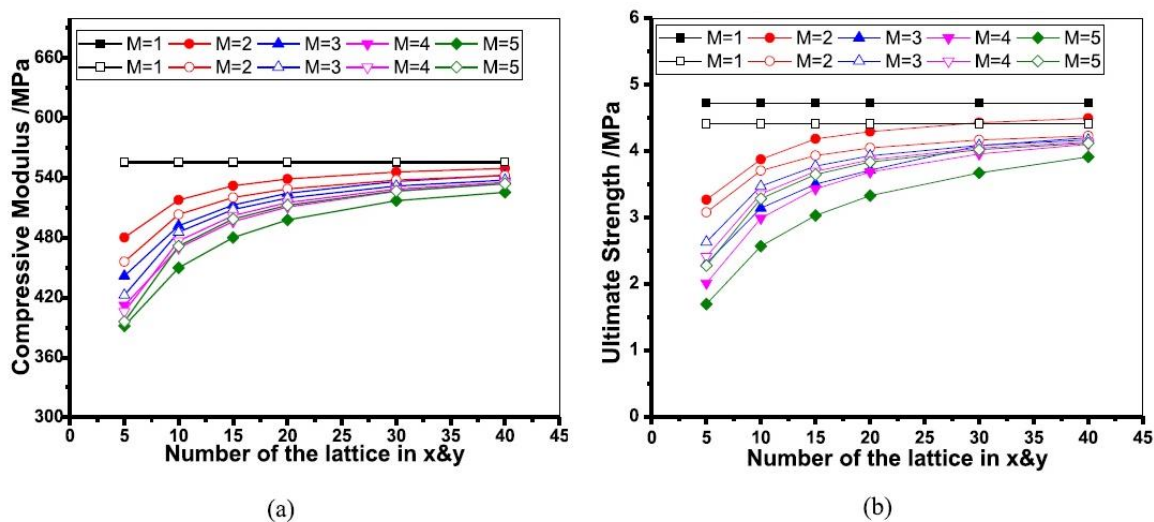 M=1 M=2 M=3 M=4 M=5
M=1 M=2 M=3 M=4 M=5
Compressive Modulus /MPa
660
600
540
480
420
360
300
0 5 10 15 20 25 30 35 40 45
Number of the lattice in x&y
(a)
M=1 M=2 M=3 M=4 M=5
M=1 M=2 M=3 M=4 M=5
Ultimate Strength /MPa
6
5
4
3
2
1
0
0 5 10 15 20 25 30 35 40 45
Number of the lattice in x&y
(b)